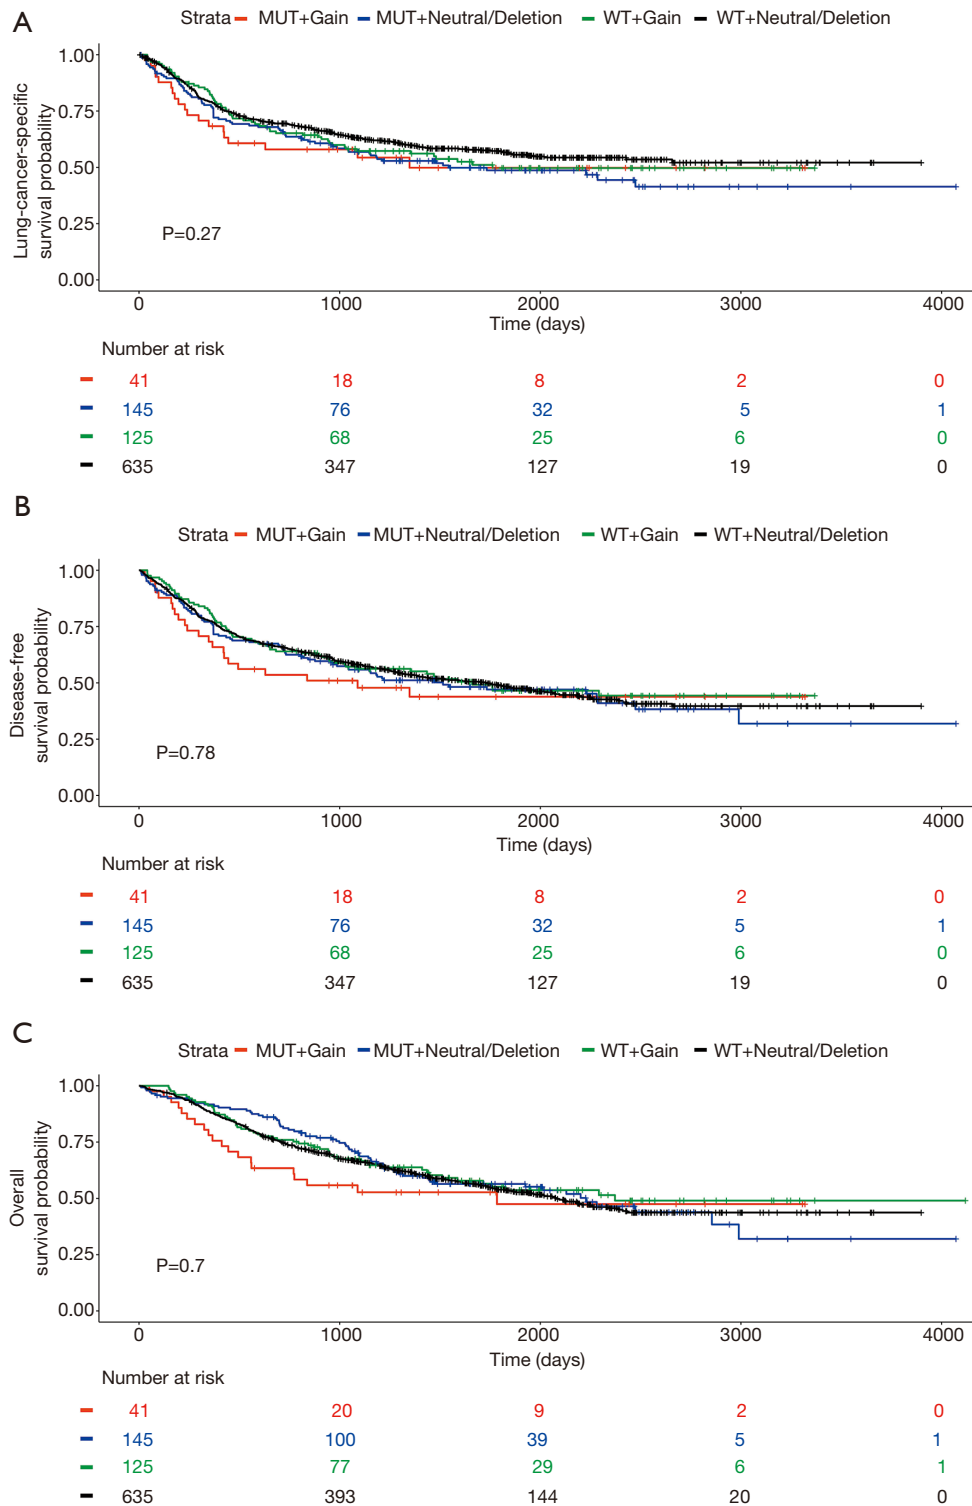 A
Strata MUT+Gain MUT+Neutral/Deletion WT+Gain WT+Neutral/Deletion
Lung-cancer-specific
survival probability
1.00
0.75
0.50
0.25
0.00
P=0.27
0 1000 2000 3000 4000
Time (days)
Number at risk
41 18 8 2 0
145 76 32 5 1
125 68 25 6 0
635 347 127 19 0
B
Strata MUT+Gain MUT+Neutral/Deletion WT+Gain WT+Neutral/Deletion
Disease-free
survival probability
1.00
0.75
0.50
0.25
0.00
P=0.78
0 1000 2000 3000 4000
Time (days)
Number at risk
41 18 8 2 0
145 76 32 5 1
125 68 25 6 0
635 347 127 19 0
C
Strata MUT+Gain MUT+Neutral/Deletion WT+Gain WT+Neutral/Deletion
Overall
survival probability
1.00
0.75
0.50
0.25
0.00
P=0.7
0 1000 2000 3000 4000
Time (days)
Number at risk
41 20 9 2 0
145 100 39 5 1
125 77 29 6 1
635 393 144 20 0